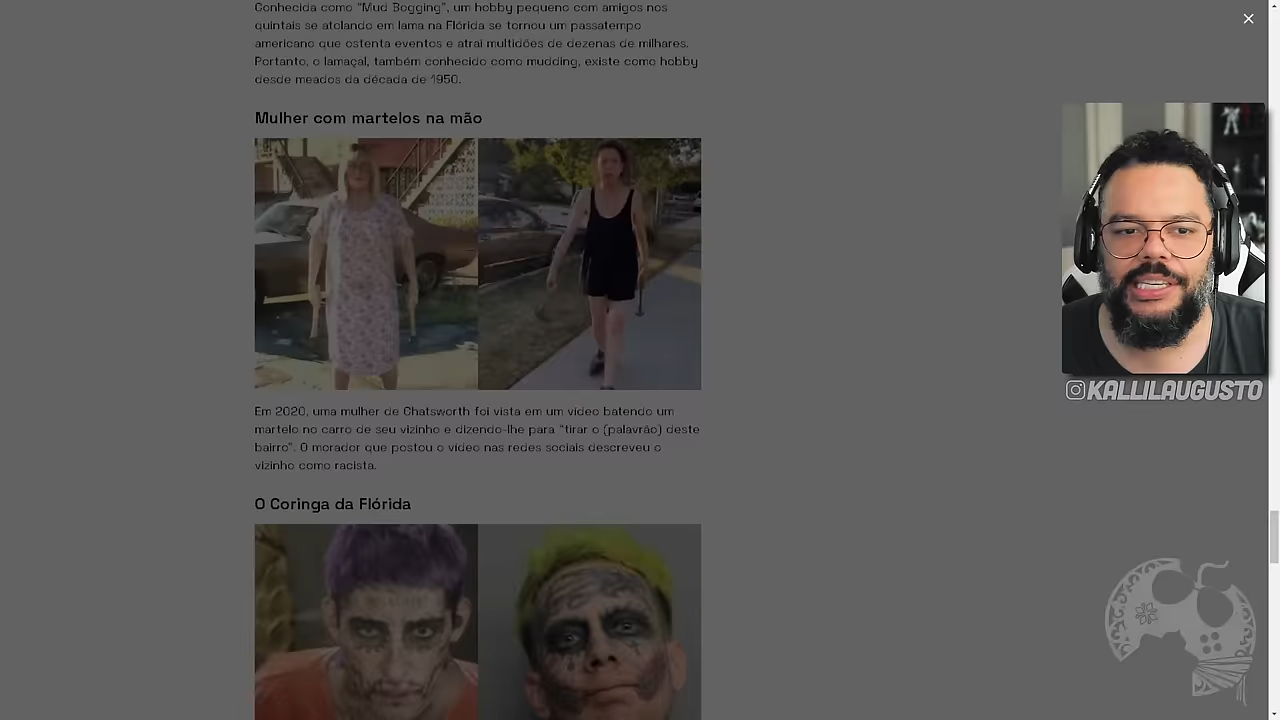 Conhecida como “Mud Bogging”, um hobby pequeno com amigos nos
quintais se atolando em lama na Flórida se tornou um passatempo
americano que ostenta eventos e atrai multidões de dezenas de milhares.
Portanto, o lamaçal, também conhecido como mudding, existe como hobby
desde meados da década de 1950.
Mulher com martelos na mão
Em 2020, uma mulher de Chatsworth foi vista em um vídeo batendo um
martelo no carro de seu vizinho e dizendo-lhe para “tirar o (palavrão) deste
bairro”. O morador que postou o vídeo nas redes sociais descreveu o
vizinho como racista.
O Coringa da Flórida
KALLILAUGUSTO